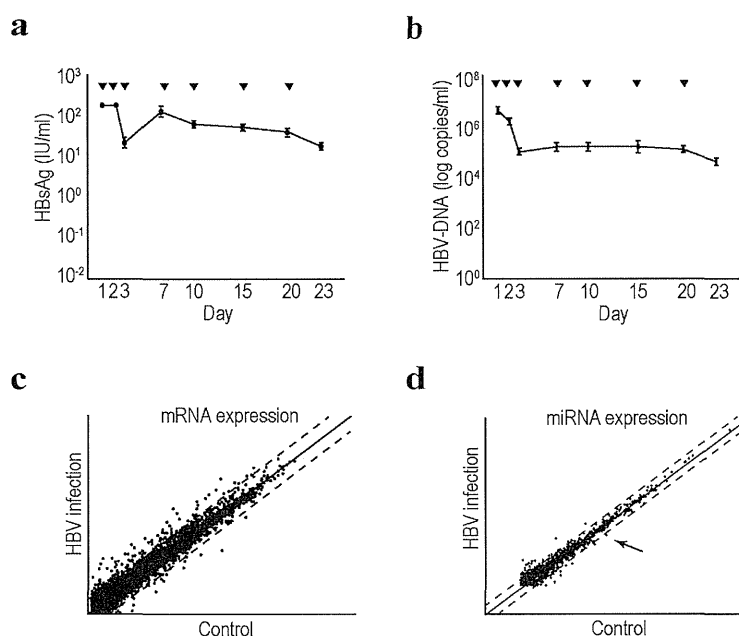 a
HBsAg (IU/ml)
10³
10²
10¹
10⁰
10⁻¹
10⁻²
1 2 3 7 10 15 20 23
Day
b
HBV-DNA (log copies/ml)
10⁸
10⁶
10⁴
10²
10⁰
1 2 3 7 10 15 20 23
Day
c
mRNA expression
HBV infection
Control
d
miRNA expression
HBV infection
Control